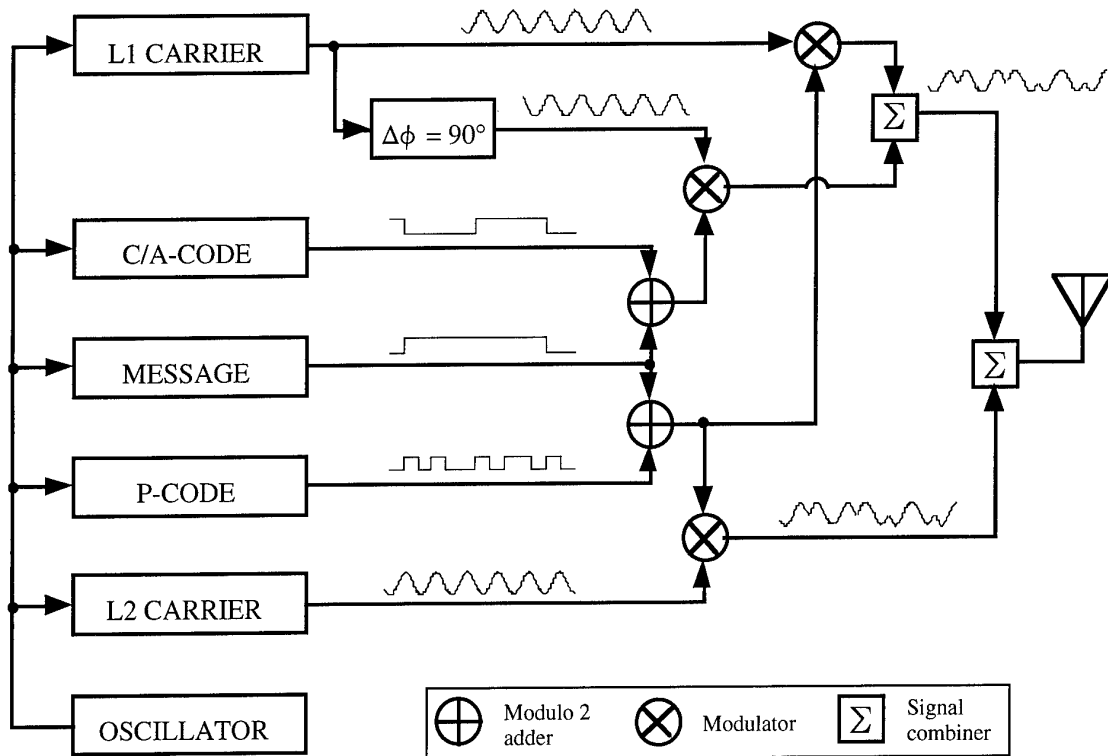 L1 CARRIER
Δϕ = 90°
Σ
C/A-CODE
MESSAGE
Σ
P-CODE
L2 CARRIER
OSCILLATOR
Modulo 2
adder
Modulator
Σ
Signal
combiner